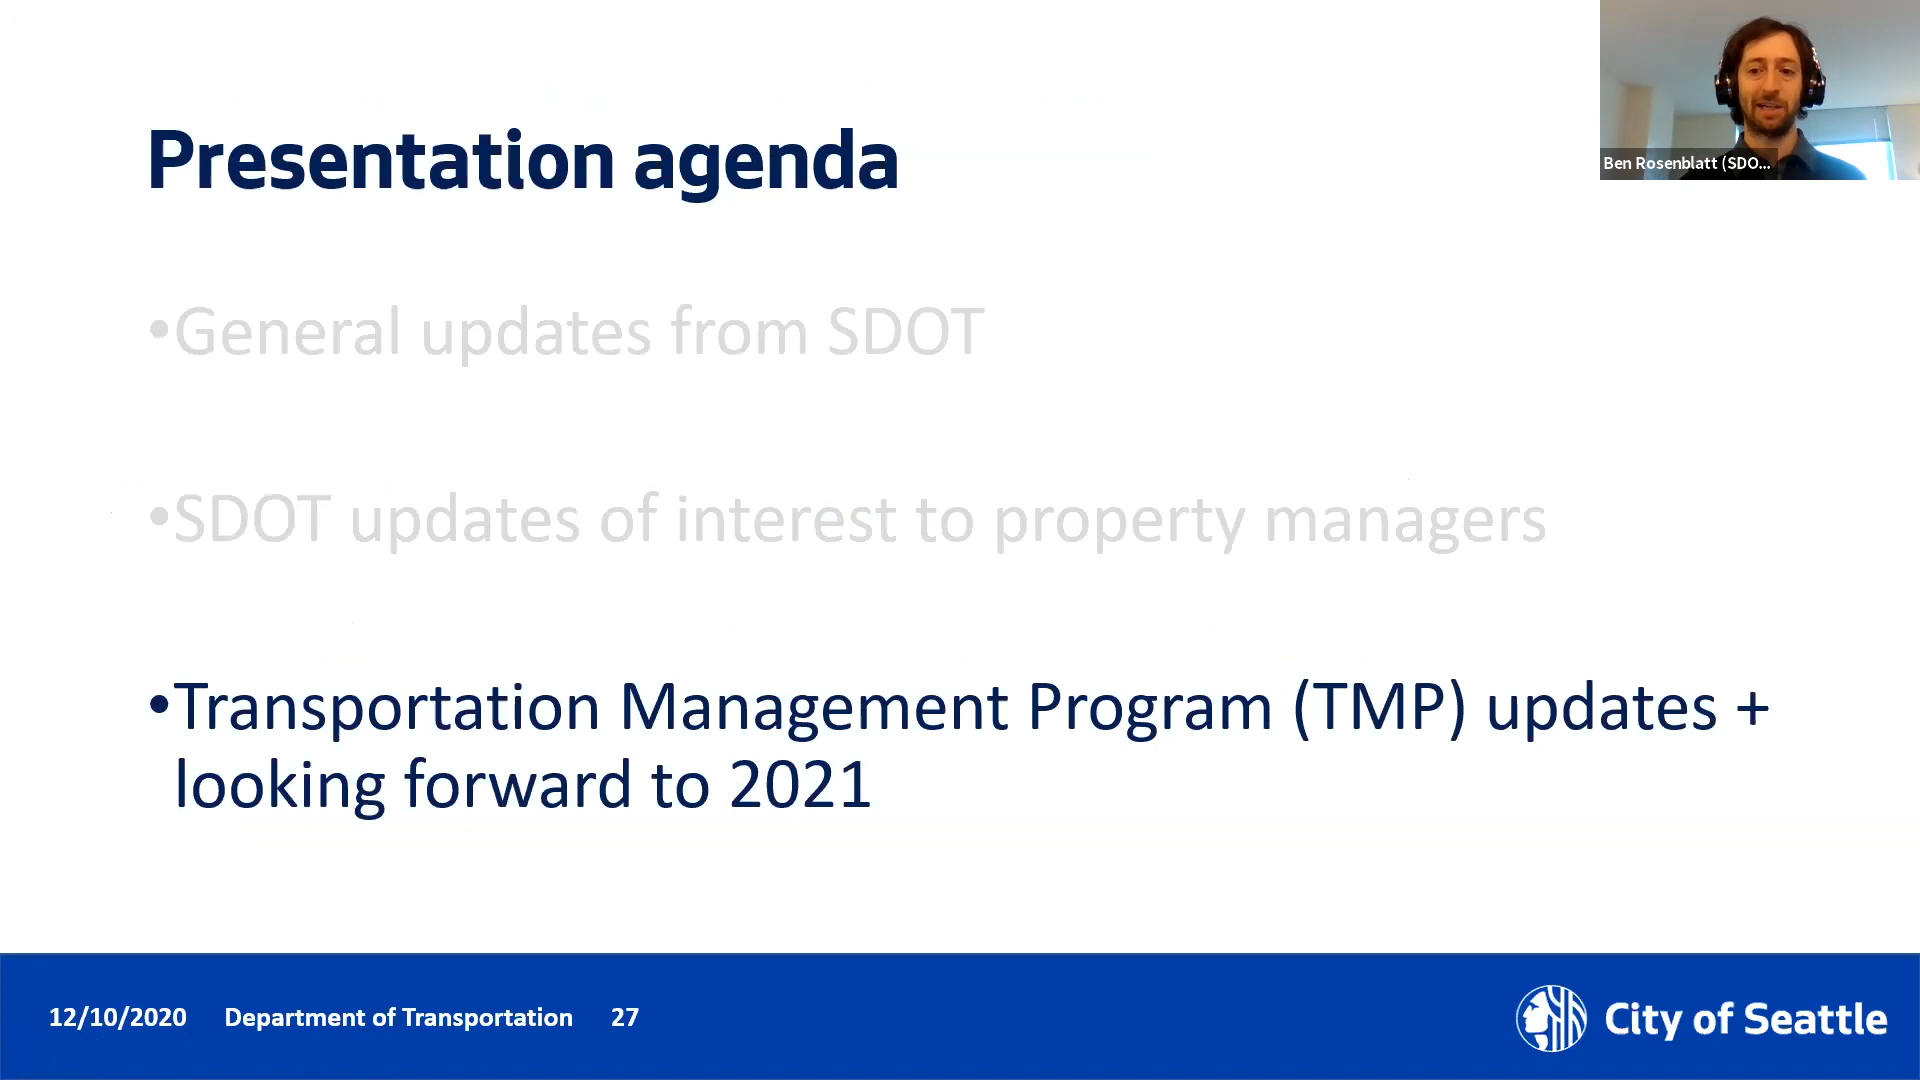 Presentation agenda
Ben Rosenblatt (SDO...
•General updates from SDOT
•SDOT updates of interest to property managers
•Transportation Management Program (TMP) updates +
looking forward to 2021
12/10/2020 Department of Transportation 27
City of Seattle